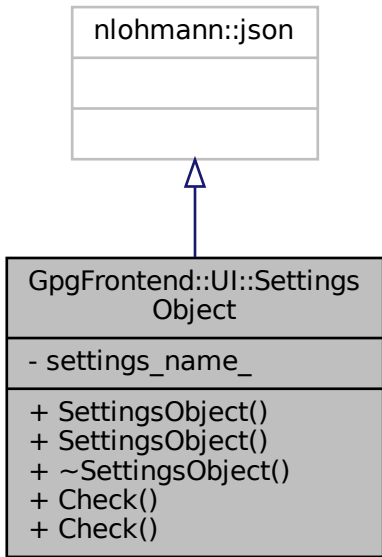 nlohmann::json
GpgFrontend::UI::Settings
Object
- settings_name_
+ SettingsObject()
+ SettingsObject()
+ ~SettingsObject()
+ Check()
+ Check()